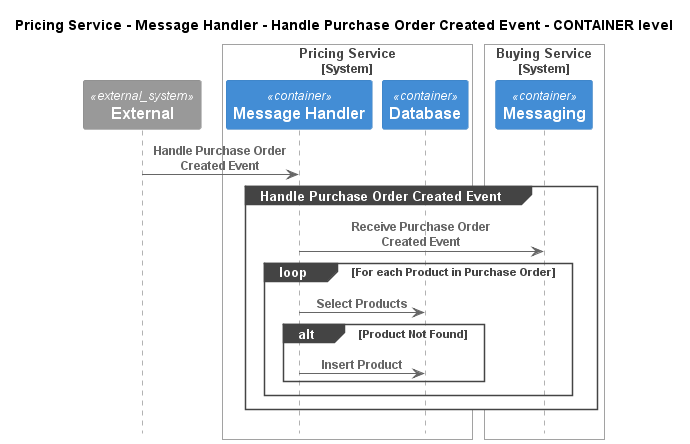 Pricing Service - Message Handler - Handle Purchase Order Created Event - CONTAINER level
Pricing Service
[System]
Buying Service
[System]
«external_system»
External
«container»
Message Handler
«container»
Database
«container»
Messaging
Handle Purchase Order
Created Event
Handle Purchase Order Created Event
Receive Purchase Order
Created Event
loop
[For each Product in Purchase Order]
Select Products
alt
[Product Not Found]
Insert Product